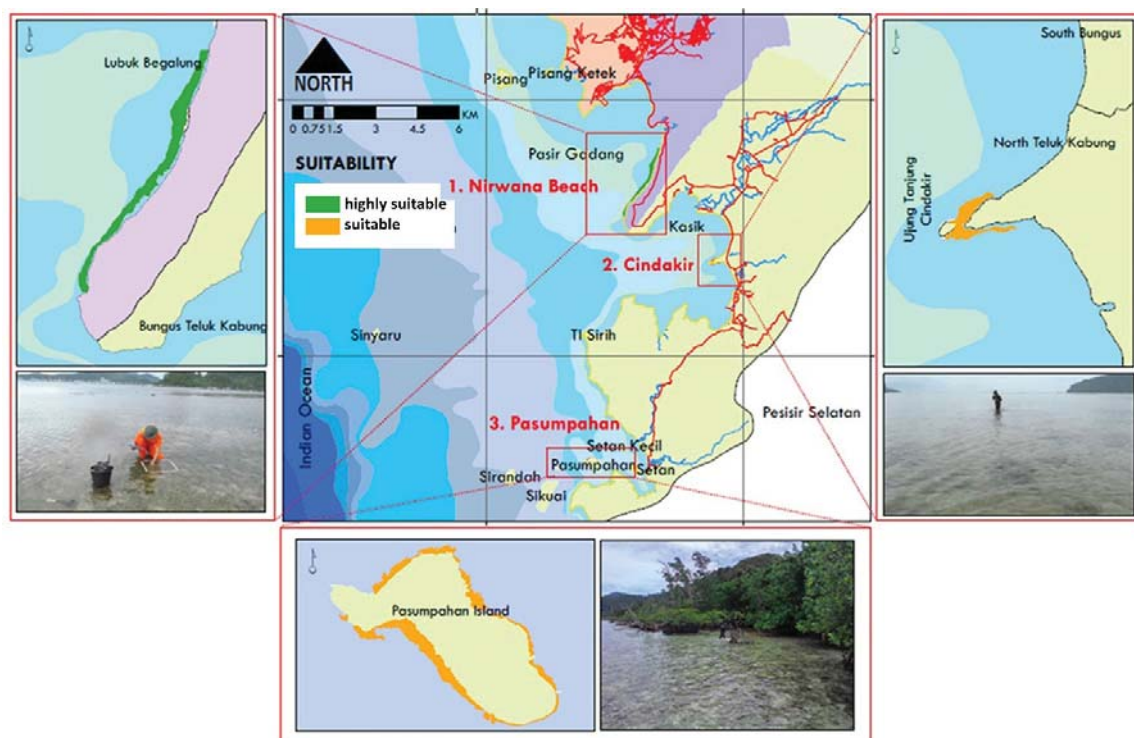 Lubuk Begalung
Bungus Teluk Kabung
Pisang
Pisang Ketek
NORTH
0 0.75 1.5 3 4.5 6
KM
SUITABILITY
highly suitable
suitable
Pasir Gadang
1. Nirwana Beach
Kasik
2. Cindakir
Sinyaru
Tl Sirih
Indian Ocean
Pesisir Selatan
3. Pasumpahan
Setan Kecil
Pasumpahan
Setan
Sirandah
Sikuai
South Bungus
North Teluk Kabung
Ujung Tanjung
Cindakir
Pasumpahan Island